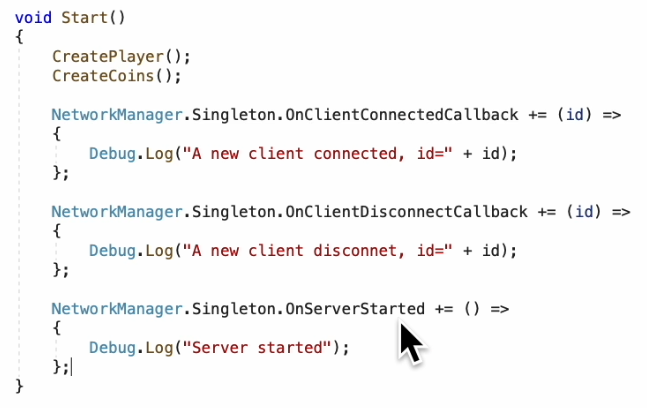 void Start()
{
    CreatePlayer();
    CreateCoins();
    NetworkManager.Singleton.OnClientConnectedCallback += (id) =>
    {
        Debug.Log("A new client connected, id=" + id);
    };
    NetworkManager.Singleton.OnClientDisconnectCallback += (id) =>
    {
        Debug.Log("A new client disconnet, id=" + id);
    };
    NetworkManager.Singleton.OnServerStarted += () =>
    {
        Debug.Log("Server started");
    };
}